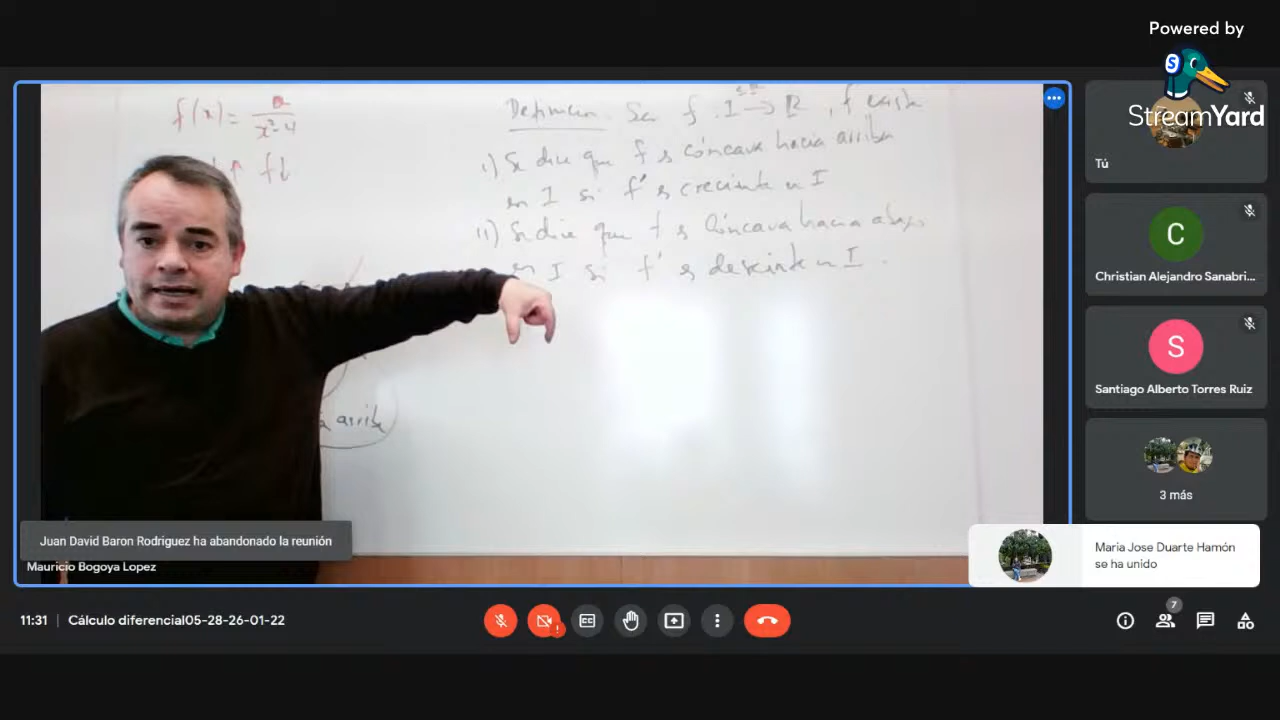 Powered by
StreamYard
f(x) = 
x²-4
f↓
Definición. Sea f: I → ℝ, f exista
i) Se dice que f es cóncava hacia arriba
en I si f' es creciente en I
ii) Se dice que f es cóncava hacia abajo
en I si f' es decreciente en I.
arriba
Tú
C
Christian Alejandro Sanabri...
S
Santiago Alberto Torres Ruiz
3 más
Juan David Baron Rodriguez ha abandonado la reunión
Mauricio Bogoya Lopez
Maria Jose Duarte Hamón
se ha unido
11:31
Cálculo diferencial05-28-26-01-22
7